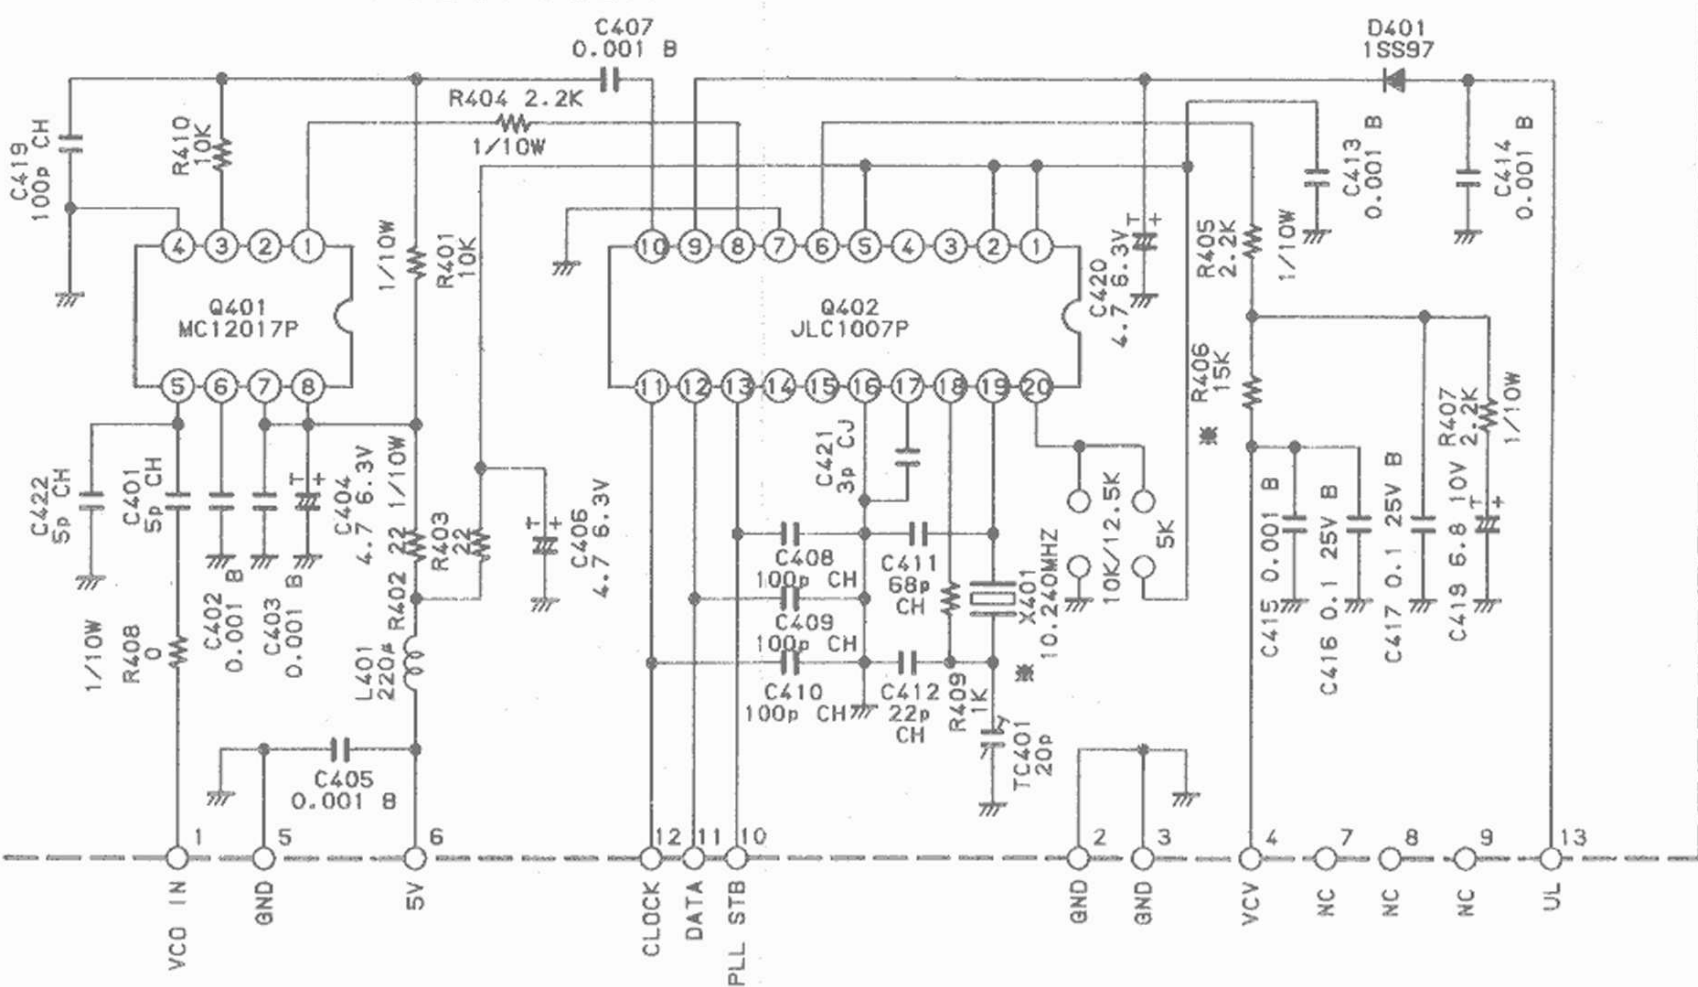 C407
0.001 B
D401
1SS97
R404 2.2K
1/10W
C419
100p CH
R410
10K
C413
0.001 B
C414
0.001 B
1/10W
R401
10K
T +
C420
4.7 6.3V
R405
2.2K
1/10W
4 3 2 1
10 9 8 7 6 5 4 3 2 1
Q401
MC12017P
Q402
JLC1007P
5 6 7 8
11 12 13 14 15 16 17 18 19 20
R406
15K
※
R407
2.2K
1/10W
C422
5p CH
C401
5p CH
T +
C404
4.7 6.3V
1/10W
R402 22
R403
22
T +
C406
4.7 6.3V
C421
3p CJ
C408
100p CH
C411
68p
CH
C409
100p CH
C410
100p CH
C412
22p
CH
R409
1K
X401
10.240MHZ
※
TC401
20p
10K/12.5K
5K
C415 0.001 B
C416 0.1 25V B
C417 0.1 25V B
C419 6.8 10V
T +
1/10W
R408
0
C402
0.001 B
C403
0.001 B
L401
220μ
C405
0.001 B
1 5 6 12 11 10 2 3 4 7 8 9 13
VCO IN
GND
5V
CLOCK
DATA
PLL STB
GND
GND
VCV
NC
NC
NC
UL